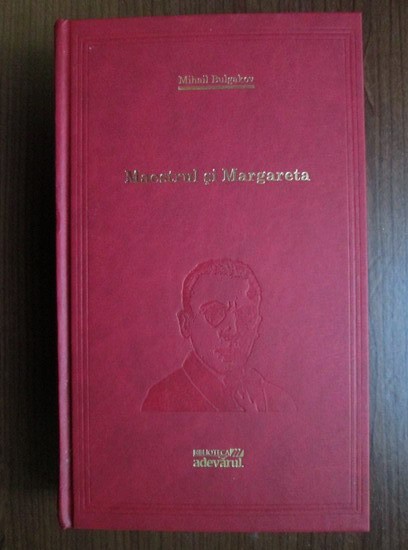 Mihail Bulgakov
Maestrul și Margareta
BIBLIOTECA
adevărul.